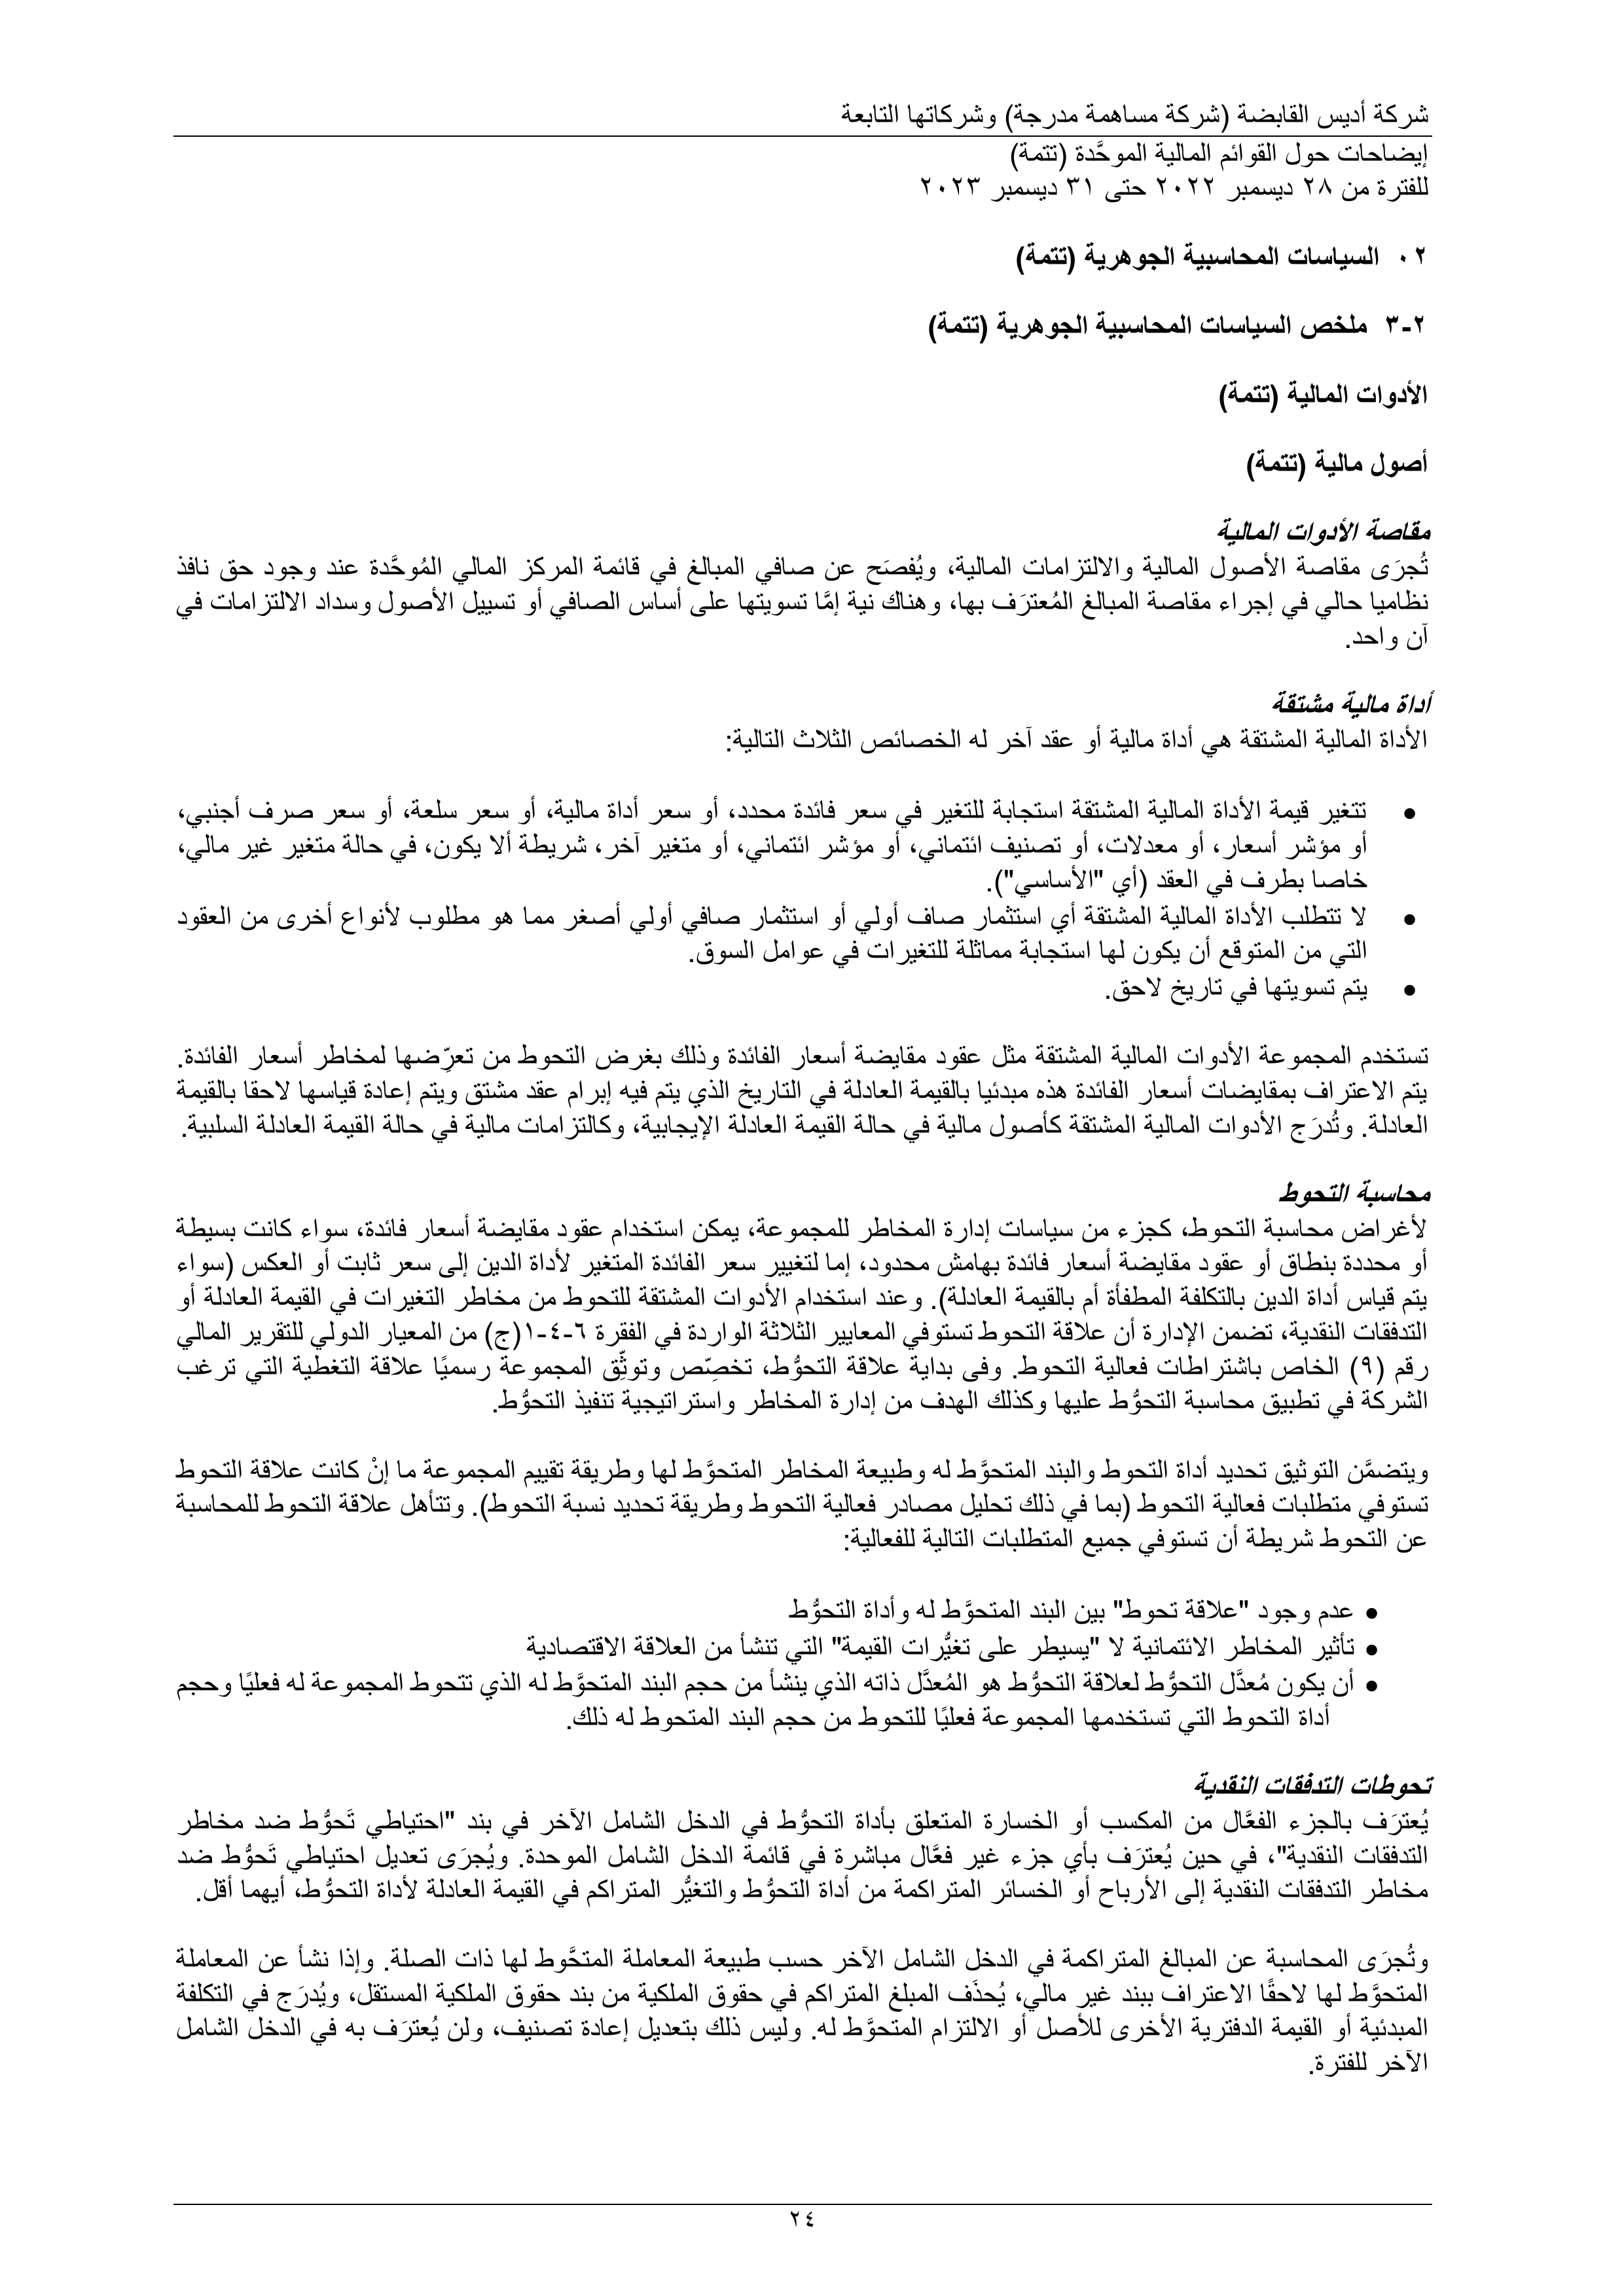 شركة أديس القابضة (شركة مساهمة مدرجة) وشركاتها التابعة
إيضاحات حول القوائم المالية الموحَّدة (تتمة)
للفترة من ٢٨ ديسمبر ٢٠٢٢ حتى ٣١ ديسمبر ٢٠٢٣
٠٢ السياسات المحاسبية الجوهرية (تتمة)
٢-٣ ملخص السياسات المحاسبية الجوهرية (تتمة)
الأدوات المالية (تتمة)
أصول مالية (تتمة)
مقاصة الأدوات المالية
تُجرَى مقاصة الأصول المالية والالتزامات المالية، ويُفصَح عن صافي المبالغ في قائمة المركز المالي المُوحَّدة عند وجود حق نافذ
نظاميا حالي في إجراء مقاصة المبالغ المُعترَف بها، وهناك نية إمَّا تسويتها على أساس الصافي أو تسييل الأصول وسداد الالتزامات في
آن واحد.
أداة مالية مشتقة
الأداة المالية المشتقة هي أداة مالية أو عقد آخر له الخصائص الثلاث التالية:
• تتغير قيمة الأداة المالية المشتقة استجابة للتغير في سعر فائدة محدد، أو سعر أداة مالية، أو سعر سلعة، أو سعر صرف أجنبي،
أو مؤشر أسعار، أو معدلات، أو تصنيف ائتماني، أو مؤشر ائتماني، أو متغير آخر، شريطة ألا يكون، في حالة متغير غير مالي،
خاصا بطرف في العقد (أي "الأساسي").
• لا تتطلب الأداة المالية المشتقة أي استثمار صاف أولي أو استثمار صافي أولي أصغر مما هو مطلوب لأنواع أخرى من العقود
التي من المتوقع أن يكون لها استجابة مماثلة للتغيرات في عوامل السوق.
• يتم تسويتها في تاريخ لاحق.
تستخدم المجموعة الأدوات المالية المشتقة مثل عقود مقايضة أسعار الفائدة وذلك بغرض التحوط من تعرّضها لمخاطر أسعار الفائدة.
يتم الاعتراف بمقايضات أسعار الفائدة هذه مبدئيا بالقيمة العادلة في التاريخ الذي يتم فيه إبرام عقد مشتق ويتم إعادة قياسها لاحقا بالقيمة
العادلة. وتُدرَج الأدوات المالية المشتقة كأصول مالية في حالة القيمة العادلة الإيجابية، وكالتزامات مالية في حالة القيمة العادلة السلبية.
محاسبة التحوط
لأغراض محاسبة التحوط، كجزء من سياسات إدارة المخاطر للمجموعة، يمكن استخدام عقود مقايضة أسعار فائدة، سواء كانت بسيطة
أو محددة بنطاق أو عقود مقايضة أسعار فائدة بهامش محدود، إما لتغيير سعر الفائدة المتغير لأداة الدين إلى سعر ثابت أو العكس (سواء
يتم قياس أداة الدين بالتكلفة المطفأة أم بالقيمة العادلة). وعند استخدام الأدوات المشتقة للتحوط من مخاطر التغيرات في القيمة العادلة أو
التدفقات النقدية، تضمن الإدارة أن علاقة التحوط تستوفي المعايير الثلاثة الواردة في الفقرة ٦-٤-١(ج) من المعيار الدولي للتقرير المالي
رقم (٩) الخاص باشتراطات فعالية التحوط. وفى بداية علاقة التحوُّط، تخصِّص وتوثِّق المجموعة رسميًا علاقة التغطية التي ترغب
الشركة في تطبيق محاسبة التحوُّط عليها وكذلك الهدف من إدارة المخاطر واستراتيجية تنفيذ التحوُّط.
ويتضمَّن التوثيق تحديد أداة التحوط والبند المتحوَّط له وطبيعة المخاطر المتحوَّط لها وطريقة تقييم المجموعة ما إنْ كانت علاقة التحوط
تستوفي متطلبات فعالية التحوط (بما في ذلك تحليل مصادر فعالية التحوط وطريقة تحديد نسبة التحوط). وتتأهل علاقة التحوط للمحاسبة
عن التحوط شريطة أن تستوفي جميع المتطلبات التالية للفعالية:
• عدم وجود "علاقة تحوط" بين البند المتحوَّط له وأداة التحوُّط
• تأثير المخاطر الائتمانية لا "يسيطر على تغيُّرات القيمة" التي تنشأ من العلاقة الاقتصادية
• أن يكون مُعدَّل التحوُّط لعلاقة التحوُّط هو المُعدَّل ذاته الذي ينشأ من حجم البند المتحوَّط له الذي تتحوط المجموعة له فعليًا وحجم
أداة التحوط التي تستخدمها المجموعة فعليًا للتحوط من حجم البند المتحوط له ذلك.
تحوطات التدفقات النقدية
يُعترَف بالجزء الفعَّال من المكسب أو الخسارة المتعلق بأداة التحوُّط في الدخل الشامل الآخر في بند "احتياطي تَحوُّط ضد مخاطر
التدفقات النقدية"، في حين يُعترَف بأي جزء غير فعَّال مباشرة في قائمة الدخل الشامل الموحدة. ويُجرَى تعديل احتياطي تَحوُّط ضد
مخاطر التدفقات النقدية إلى الأرباح أو الخسائر المتراكمة من أداة التحوُّط والتغيُّر المتراكم في القيمة العادلة لأداة التحوُّط، أيهما أقل.
وتُجرَى المحاسبة عن المبالغ المتراكمة في الدخل الشامل الآخر حسب طبيعة المعاملة المتحَّوط لها ذات الصلة. وإذا نشأ عن المعاملة
المتحوَّط لها لاحقًا الاعتراف ببند غير مالي، يُحذَف المبلغ المتراكم في حقوق الملكية من بند حقوق الملكية المستقل، ويُدرَج في التكلفة
المبدئية أو القيمة الدفترية الأخرى للأصل أو الالتزام المتحوَّط له. وليس ذلك بتعديل إعادة تصنيف، ولن يُعترَف به في الدخل الشامل
الآخر للفترة.
٢٤